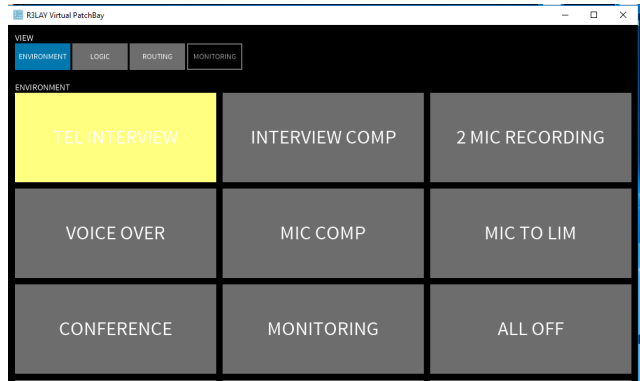 R3LAY Virtual PatchBay
VIEW
ENVIRONMENT LOGIC ROUTING MONITORING
ENVIRONMENT
TEL INTERVIEW INTERVIEW COMP 2 MIC RECORDING
VOICE OVER MIC COMP MIC TO LIM
CONFERENCE MONITORING ALL OFF